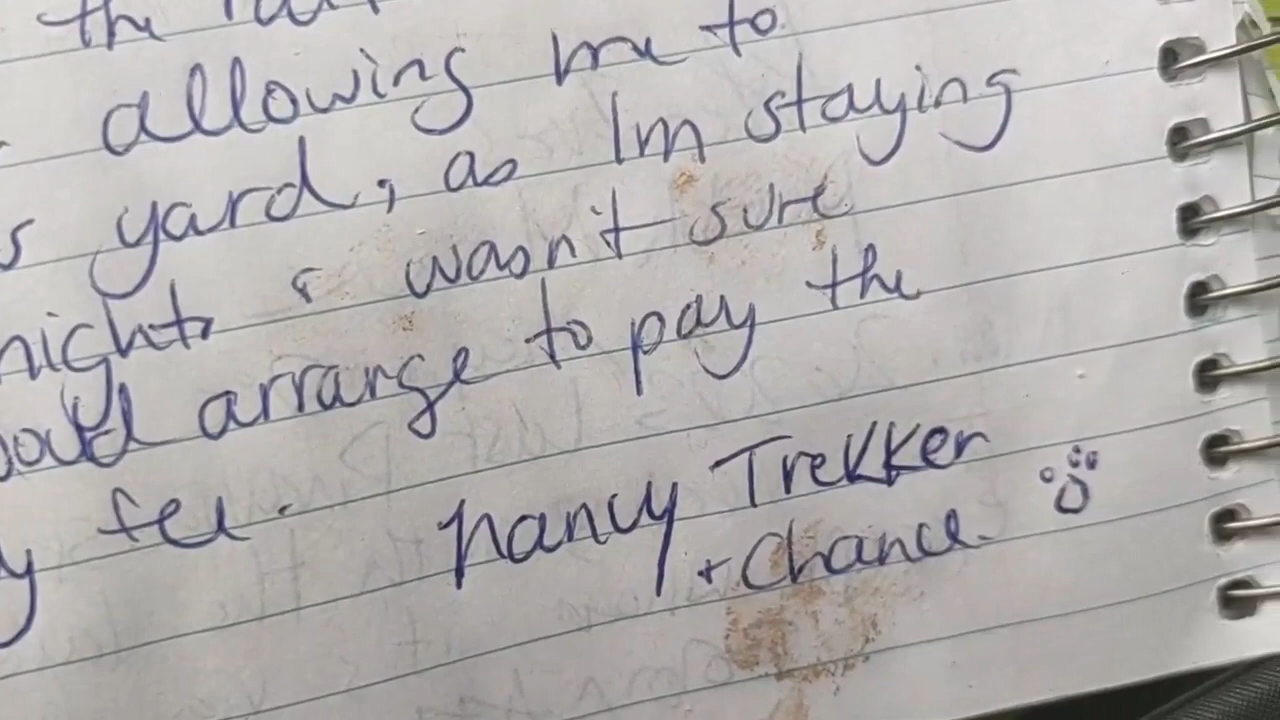 the
allowing me to
s yard, as Im staying
night & wasn't sure
arrange to pay the
y fee.
Nancy Trekker
+ Chance.